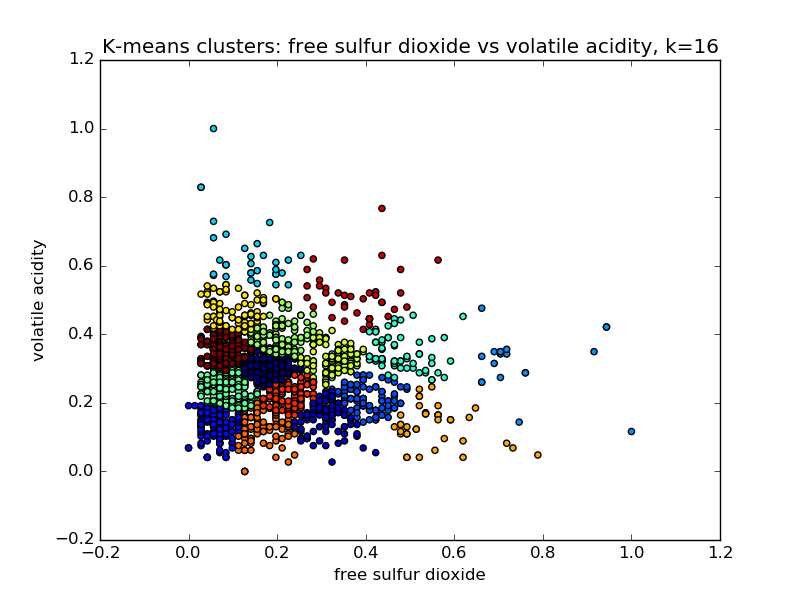 K-means clusters: free sulfur dioxide vs volatile acidity, k=16
1.2
1.0
0.8
0.6
0.4
0.2
0.0
−0.2
volatile acidity
−0.2 0.0 0.2 0.4 0.6 0.8 1.0 1.2
free sulfur dioxide